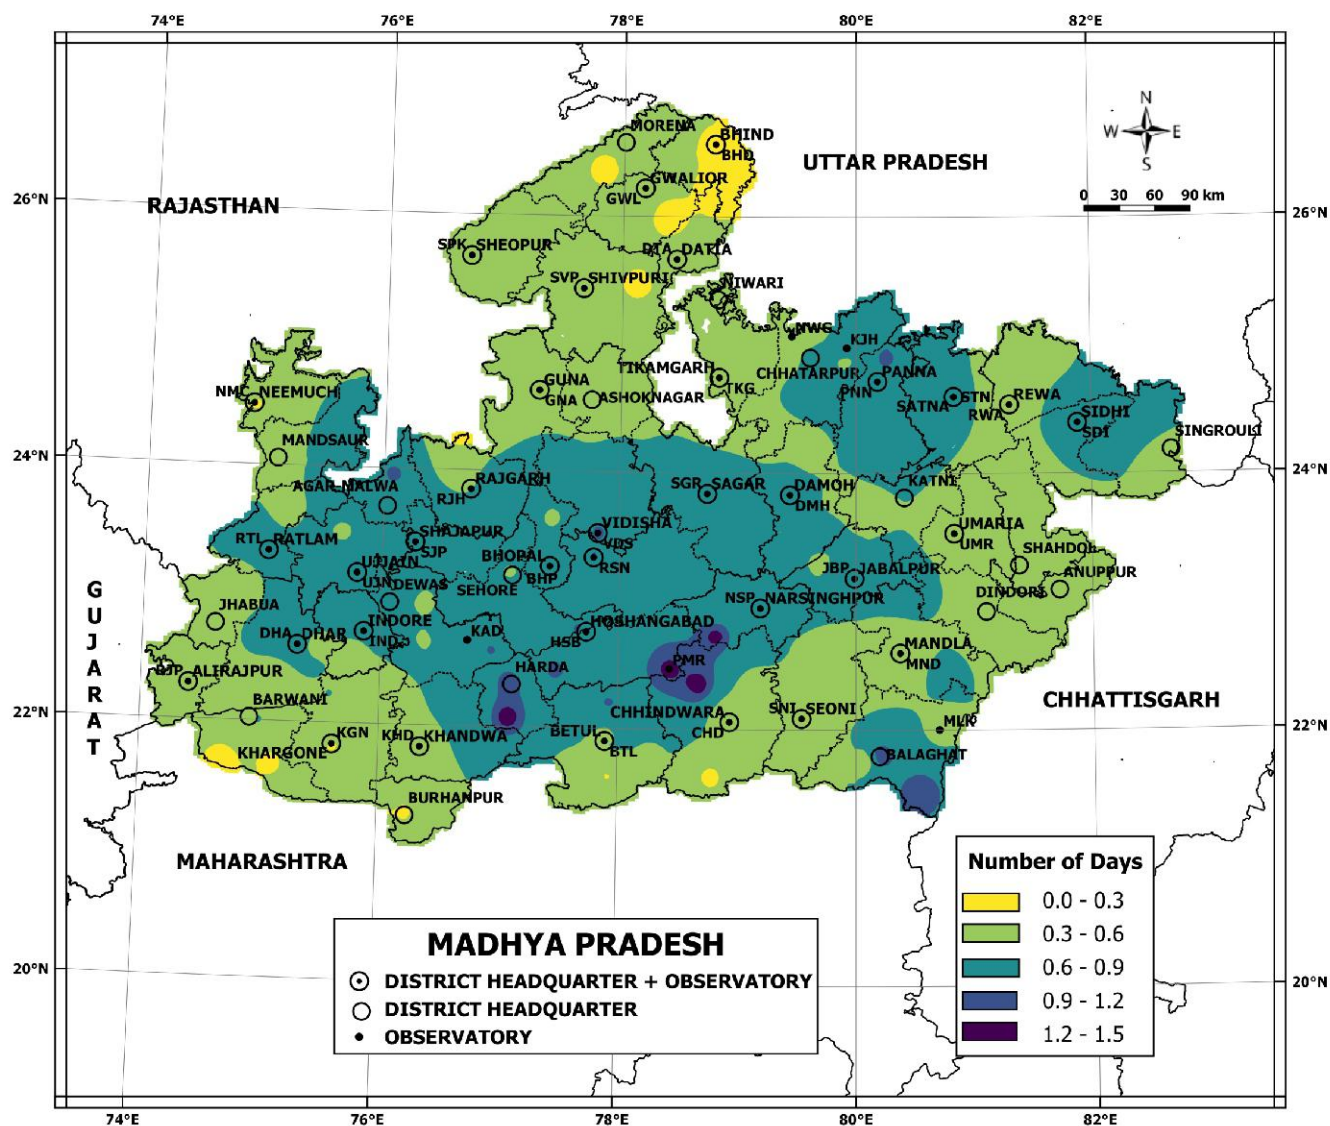 74°E 76°E 78°E 80°E 82°E
MORENA
BHIND
BHD
N
W E
S
UTTAR PRADESH
GWALIOR
GWL
0 30 60 90 km
26°N
26°N
RAJASTHAN
SPK SHEOPUR
DTA DATIA
SVP SHIVPURI
NIWARI
NWG
KJH
TIKAMGARH
TKG
CHHATARPUR
PANNA
PNN
GUNA
GNA
ASHOKNAGAR
NMC NEEMUCH
SATNA
STN
REWA
RWA
SIDHI
SDI
MANDSAUR
SINGROULI
24°N
24°N
AGAR MALWA
RAJGARH
RJH
SGR SAGAR
DAMOH
DMH
KATNI
VIDISHA
VDS
UMARIA
UMR
SHAJAPUR
SJP
RTL RATLAM
BHOPAL
BHP
RSN
SHAHDOL
UJJAIN
UJN
DEWAS
SEHORE
JBP JABALPUR
ANUPPUR
DINDORI
NSP NARSINGHPUR
GUJARAT
JHABUA
INDORE
IND
DHA DHAR
KAD
HOSHANGABAD
HSB
MANDLA
MND
PMR
HARDA
RJP ALIRAJPUR
CHHATTISGARH
BARWANI
22°N
22°N
CHHINDWARA
CHD
SNI SEONI
MLK
BETUL
BTL
KGN
KHARGONE
KHD KHANDWA
BALAGHAT
BURHANPUR
MAHARASHTRA
Number of Days
0.0 - 0.3
0.3 - 0.6
0.6 - 0.9
0.9 - 1.2
1.2 - 1.5
MADHYA PRADESH
DISTRICT HEADQUARTER + OBSERVATORY
DISTRICT HEADQUARTER
OBSERVATORY
20°N
20°N
74°E 76°E 78°E 80°E 82°E